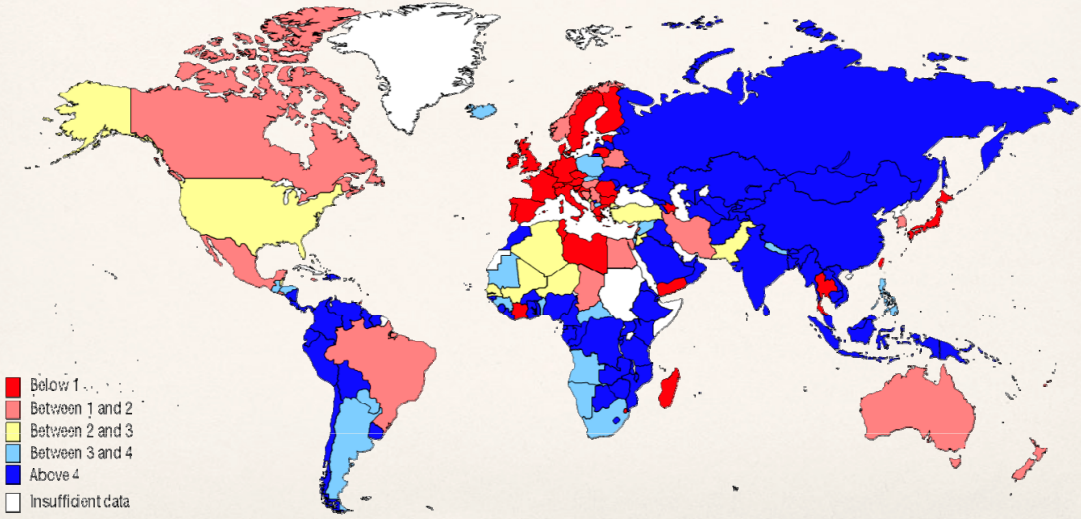 Below 1
Between 1 and 2
Between 2 and 3
Between 3 and 4
Above 4
Insufficient data